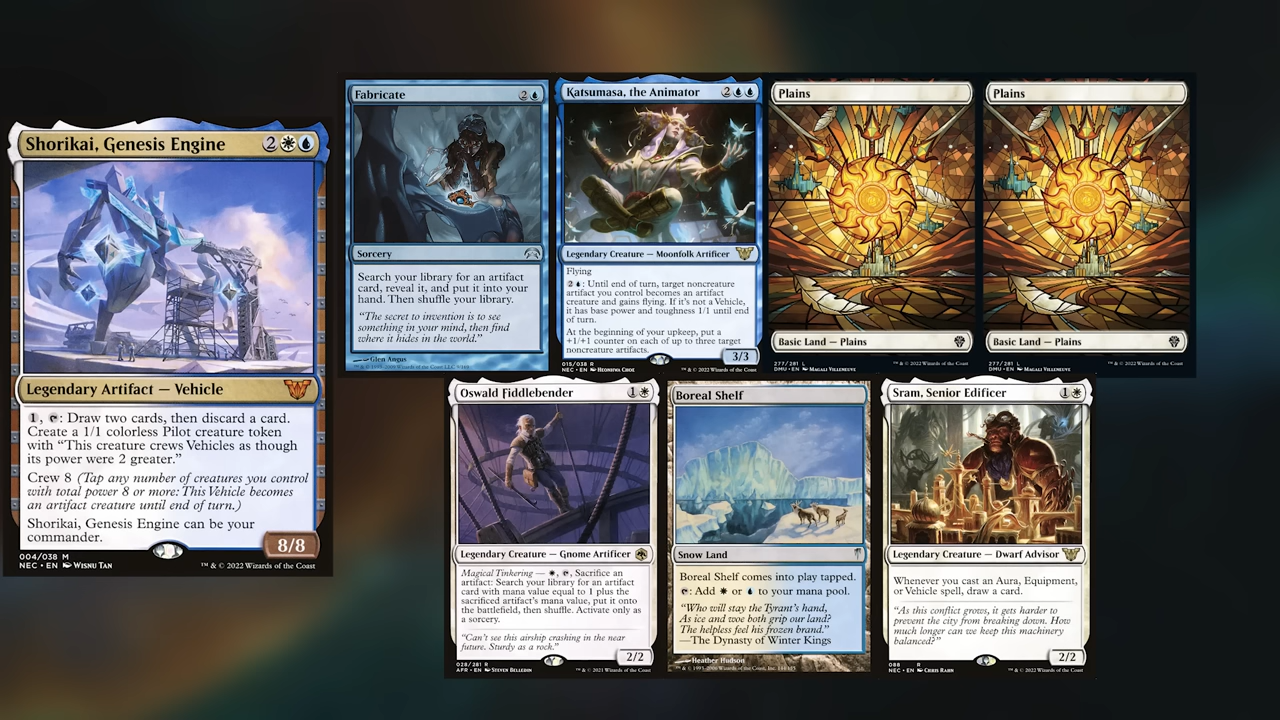 Shorikai, Genesis Engine 2
Legendary Artifact — Vehicle
1, : Draw two cards, then discard a card.
Create a 1/1 colorless Pilot creature token
with “This creature crews Vehicles as though
its power were 2 greater.”
Crew 8 (Tap any number of creatures you control
with total power 8 or more: This Vehicle becomes
an artifact creature until end of turn.)
Shorikai, Genesis Engine can be your
commander.
8/8
004/038 M
NEC • EN Wisnu Tan
™ & © 2022 Wizards of the Coast
Fabricate 2
Sorcery
Search your library for an artifact
card, reveal it, and put it into your
hand. Then shuffle your library.
“The secret to invention is to see
something in your mind, then find
where it hides in the world.”
Glen Angus
Katsumasa, the Animator 2
Legendary Creature — Moonfolk Artificer
Flying
2 : Until end of turn, target noncreature
artifact you control becomes an artifact
creature and gains flying. If it’s not a Vehicle,
it has base power and toughness 1/1 until end
of turn.
At the beginning of your upkeep, put a
+1/+1 counter on each of up to three target
noncreature artifacts.
3/3
015/038 R
NEC • EN Heonhwa Choe
™ & © 2022 Wizards of the Coast
Plains
Basic Land — Plains
277/281 L
DMU • EN Magali Villeneuve
™ & © 2022 Wizards of the Coast
Plains
Basic Land — Plains
277/281 L
DMU • EN Magali Villeneuve
™ & © 2022 Wizards of the Coast
Oswald Fiddlebender 1
Legendary Creature — Gnome Artificer
Magical Tinkering — , , Sacrifice an
artifact: Search your library for an artifact
card with mana value equal to 1 plus the
sacrificed artifact’s mana value, put it onto
the battlefield, then shuffle. Activate only as
a sorcery.
“Can’t see this airship crashing in the near
future. Sturdy as a rock.”
2/2
028/281 R
AFR • EN Steven Belledin
™ & © 2021 Wizards of the Coast
Boreal Shelf
Snow Land
Boreal Shelf comes into play tapped.
: Add or to your mana pool.
“Who will stay the Tyrant’s hand,
As ice and woe both grip our land?
The helpless feel his frozen brand.”
—The Dynasty of Winter Kings
Heather Hudson
Sram, Senior Edificer 1
Legendary Creature — Dwarf Advisor
Whenever you cast an Aura, Equipment,
or Vehicle spell, draw a card.
“As this conflict grows, it gets harder to
prevent the city from breaking down. How
much longer can we keep this machinery
balanced?”
2/2
088 R
NEC • EN Chris Rahn
™ & © 2022 Wizards of the Coast